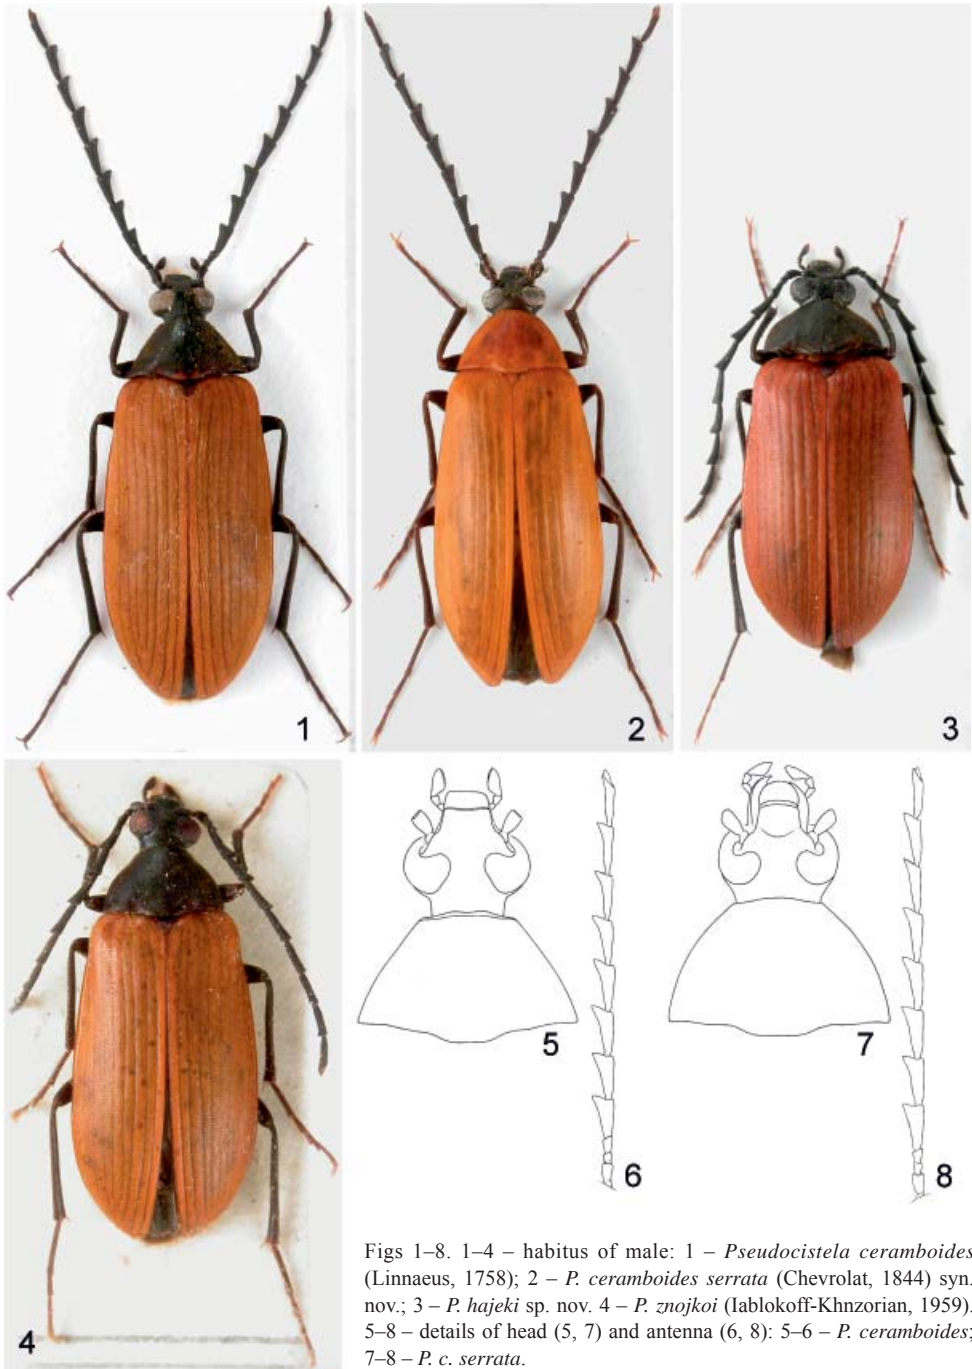 1
2
3
4
5
6
7
8
Figs 1–8. 1–4 – habitus of male: 1 – Pseudocistela ceramboides
(Linnaeus, 1758); 2 – P. ceramboides serrata (Chevrolat, 1844) syn.
nov.; 3 – P. hajeki sp. nov. 4 – P. znojkoi (Iablokoff-Khnzorian, 1959).
5–8 – details of head (5, 7) and antenna (6, 8): 5–6 – P. ceramboides;
7–8 – P. c. serrata.